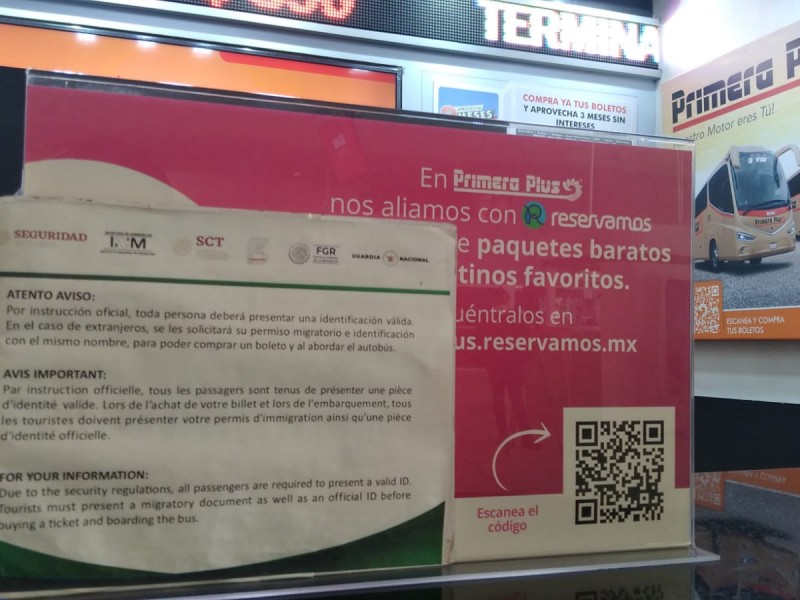 TERMINA
COMPRA YA TUS BOLETOS
Y APROVECHA 3 MESES SIN
INTERESES
Primera P
estro Motor eres Tú!
Primera Plus
ESCANEA Y COMPRA
TUS BOLETOS
En Primera Plus
nos aliamos con reservamos
e paquetes baratos
tinos favoritos.
uéntralos en
us.reservamos.mx
Escanea el
código
SEGURIDAD
SCT
FGR
GUARDIA NACIONAL
ATENTO AVISO:
Por instrucción oficial, toda persona deberá presentar una identificación válida.
En el caso de extranjeros, se les solicitará su permiso migratorio e identificación
con el mismo nombre, para poder comprar un boleto y al abordar el autobús.
AVIS IMPORTANT:
Par instruction officielle, tous les passagers sont tenus de présenter une pièce
d'identité valide. Lors de l'achat de votre billet et lors de l'embarquement, tous
les touristes doivent présenter votre permis d'immigration ainsi qu'une pièce
d'identité officielle.
FOR YOUR INFORMATION:
Due to the security regulations, all passengers are required to present a valid ID.
Tourists must present a migratory document as well as an official ID before
buying a ticket and boarding the bus.